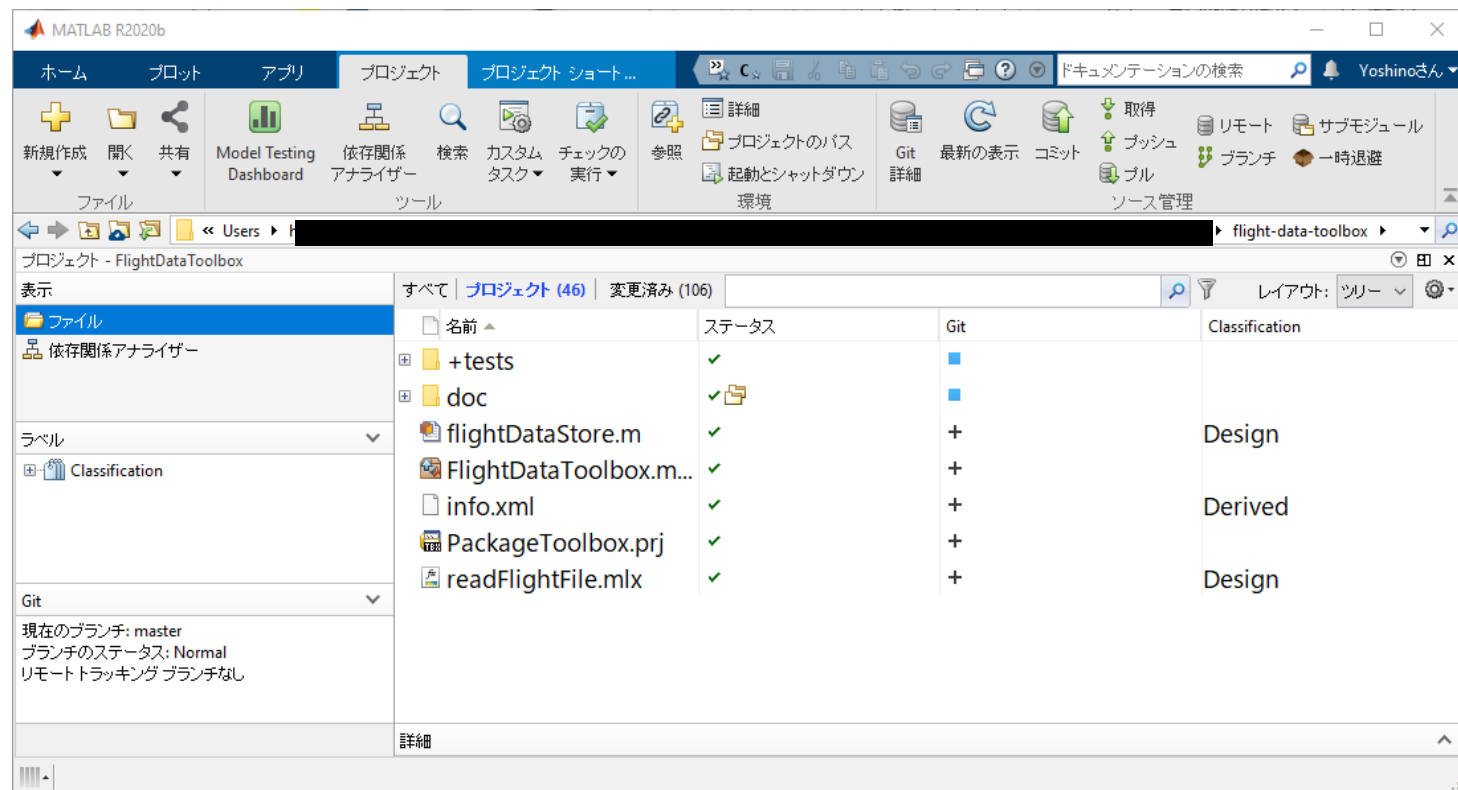 MATLAB R2020b
ホーム プロット アプリ プロジェクト プロジェクト ショート... ドキュメンテーションの検索 Yoshinoさん
新規作成 開く 共有 Model Testing Dashboard 依存関係 アナライザー 検索 カスタム タスク チェックの 実行 参照 詳細 プロジェクトのパス 起動とシャットダウン Git 詳細 最新の表示 コミット 取得 プッシュ プル リモート ブランチ サブモジュール 一時退避
ファイル ツール 環境 ソース管理
« Users flight-data-toolbox
プロジェクト - FlightDataToolbox
表示 すべて プロジェクト (46) 変更済み (106) レイアウト: ツリー
ファイル 名前 ステータス Git Classification
依存関係アナライザー
+tests
doc
flightDataStore.m + Design
ラベル
Classification
FlightDataToolbox.m... +
info.xml + Derived
PackageToolbox.prj +
readFlightFile.mlx + Design
Git
現在のブランチ: master
ブランチのステータス: Normal
リモート トラッキング ブランチなし
詳細